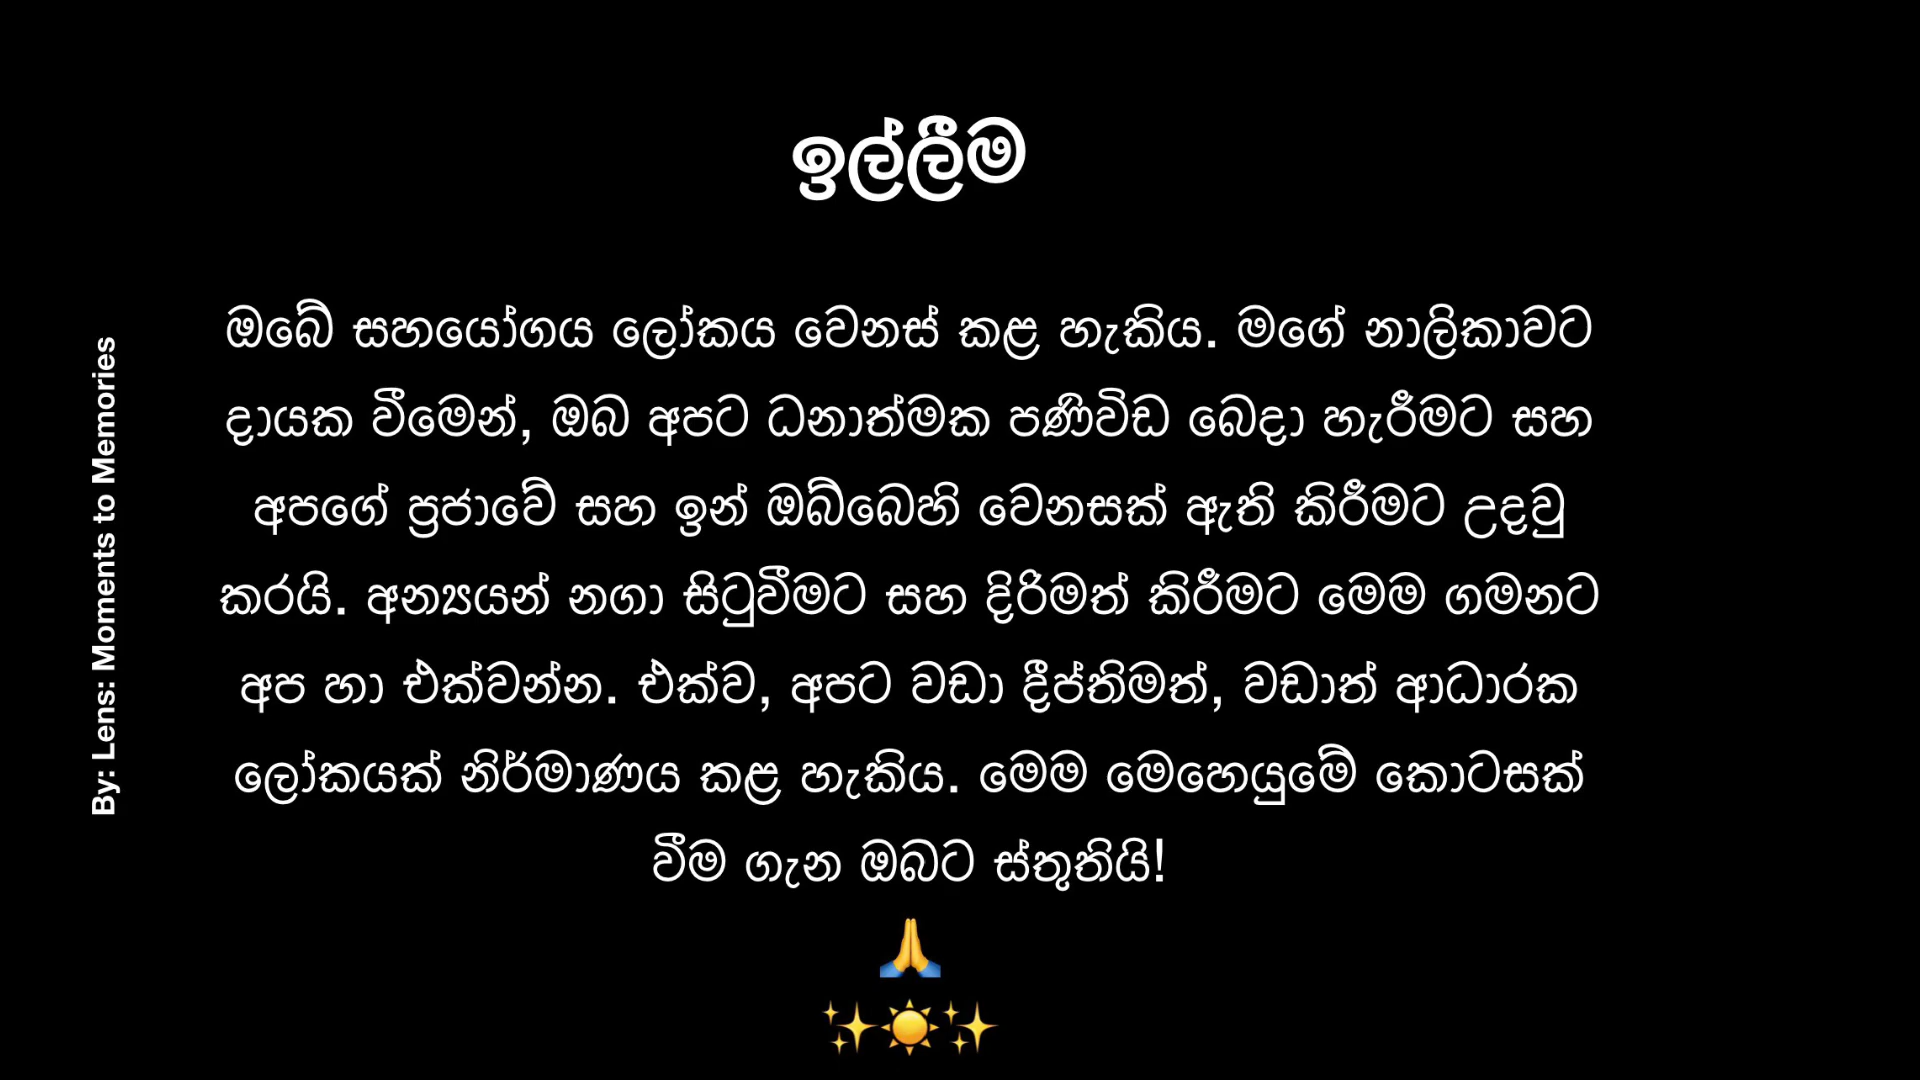 ඉල්ලීම
ඔබේ සහයෝගය ලෝකය වෙනස් කළ හැකිය. මගේ නාලිකාවට
දායක වීමෙන්, ඔබ අපට ධනාත්මක පණිවිඩ බෙදා හැරීමට සහ
අපගේ ප්‍රජාවේ සහ ඉන් ඔබ්බෙහි වෙනසක් ඇති කිරීමට උදවු
කරයි. අන්‍යයන් නගා සිටුවීමට සහ දිරිමත් කිරීමට මෙම ගමනට
අප හා එක්වන්න. එක්ව, අපට වඩා දීප්තිමත්, වඩාත් ආධාරක
ලෝකයක් නිර්මාණය කළ හැකිය. මෙම මෙහෙයුමේ කොටසක්
වීම ගැන ඔබට ස්තුතියි!
🙏
✨☀️✨
By: Lens: Moments to Memories